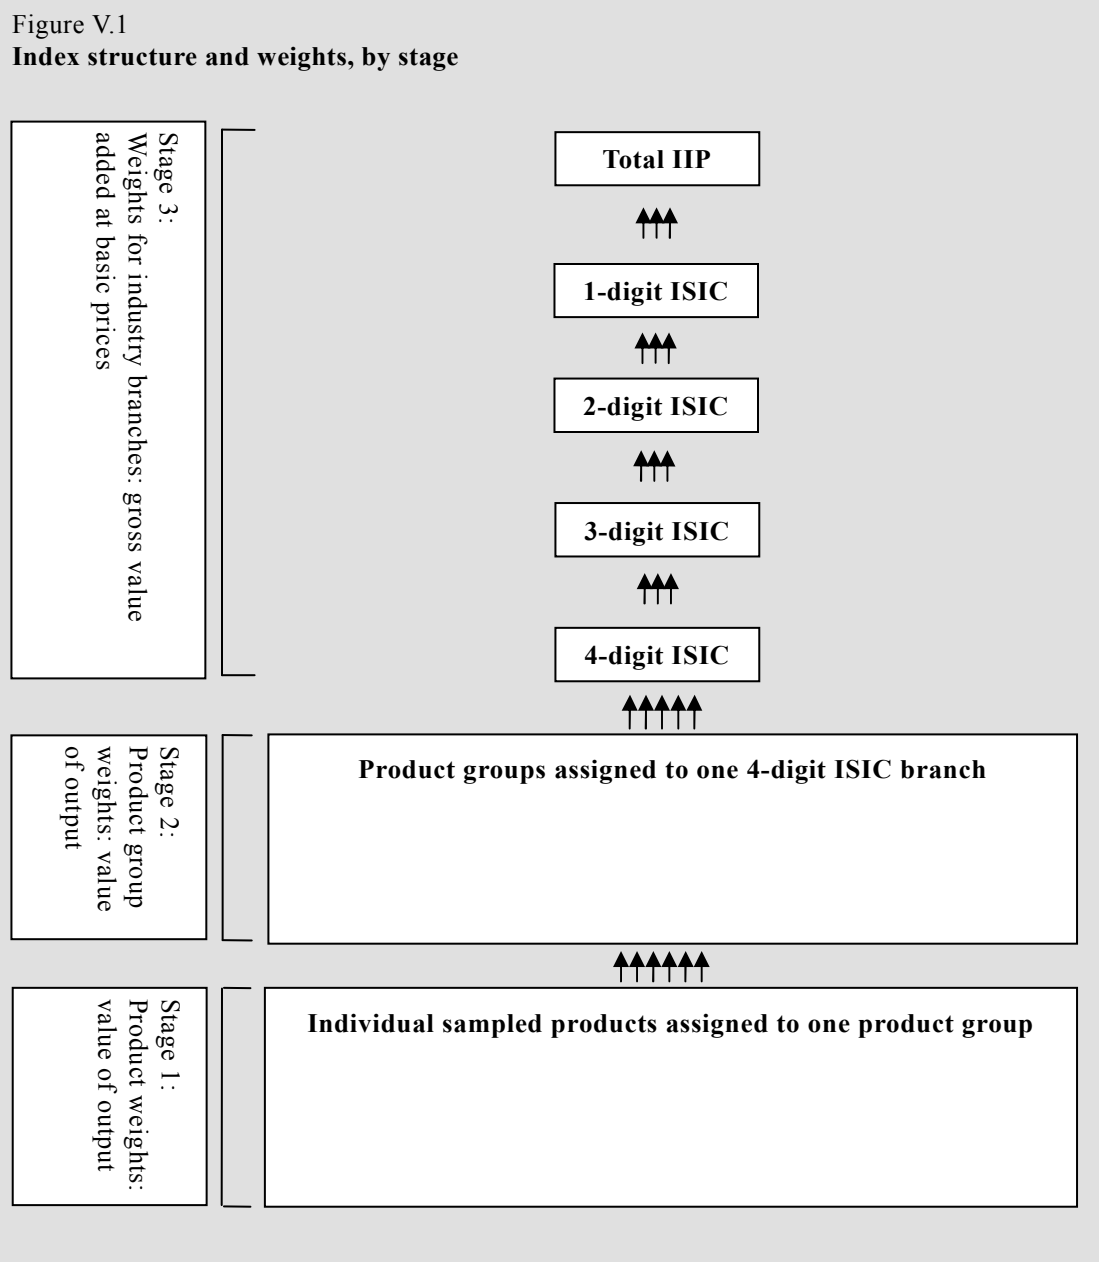 Figure V.1
Index structure and weights, by stage
Stage 3:
Weights for industry branches: gross value
added at basic prices
Total IIP
1-digit ISIC
2-digit ISIC
3-digit ISIC
4-digit ISIC
Stage 2:
Product group
weights: value
of output
Product groups assigned to one 4-digit ISIC branch
Stage 1:
Product weights:
value of output
Individual sampled products assigned to one product group